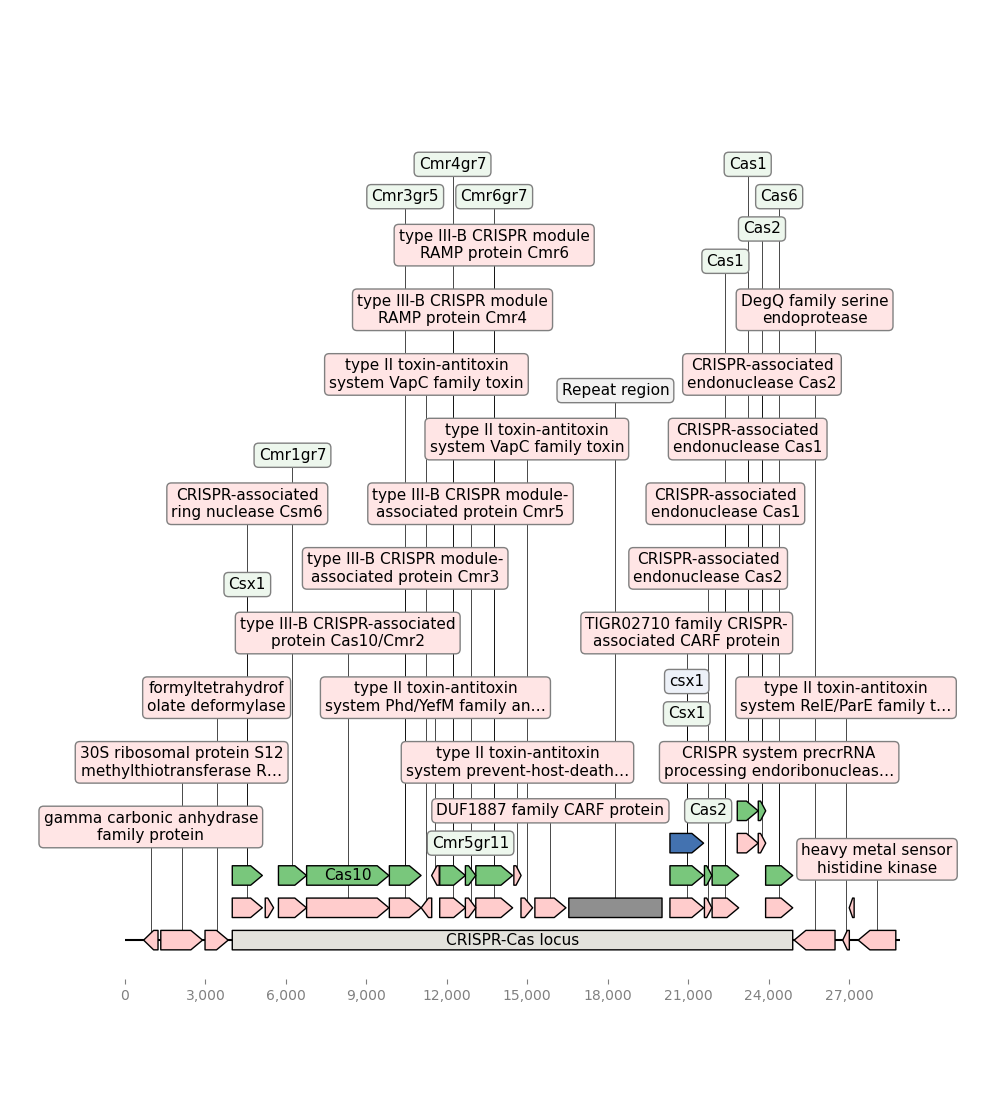 Cmr4gr7
Cas1
Cmr3gr5
Cmr6gr7
Cas6
Cas2
type III-B CRISPR module
RAMP protein Cmr6
Cas1
type III-B CRISPR module
RAMP protein Cmr4
DegQ family serine
endoprotease
type II toxin-antitoxin
system VapC family toxin
Repeat region
CRISPR-associated
endonuclease Cas2
type II toxin-antitoxin
system VapC family toxin
CRISPR-associated
endonuclease Cas1
Cmr1gr7
CRISPR-associated
ring nuclease Csm6
type III-B CRISPR module-
associated protein Cmr5
CRISPR-associated
endonuclease Cas1
type III-B CRISPR module-
associated protein Cmr3
CRISPR-associated
endonuclease Cas2
Csx1
type III-B CRISPR-associated
protein Cas10/Cmr2
TIGR02710 family CRISPR-
associated CARF protein
formyltetrahydrof
olate deformylase
type II toxin-antitoxin
system Phd/YefM family an...
csx1
Csx1
type II toxin-antitoxin
system RelE/ParE family t...
30S ribosomal protein S12
methylthiotransferase R...
type II toxin-antitoxin
system prevent-host-death...
CRISPR system precrRNA
processing endoribonucleas...
gamma carbonic anhydrase
family protein
DUF1887 family CARF protein
Cas2
Cmr5gr11
heavy metal sensor
histidine kinase
Cas10
CRISPR-Cas locus
0
3,000
6,000
9,000
12,000
15,000
18,000
21,000
24,000
27,000